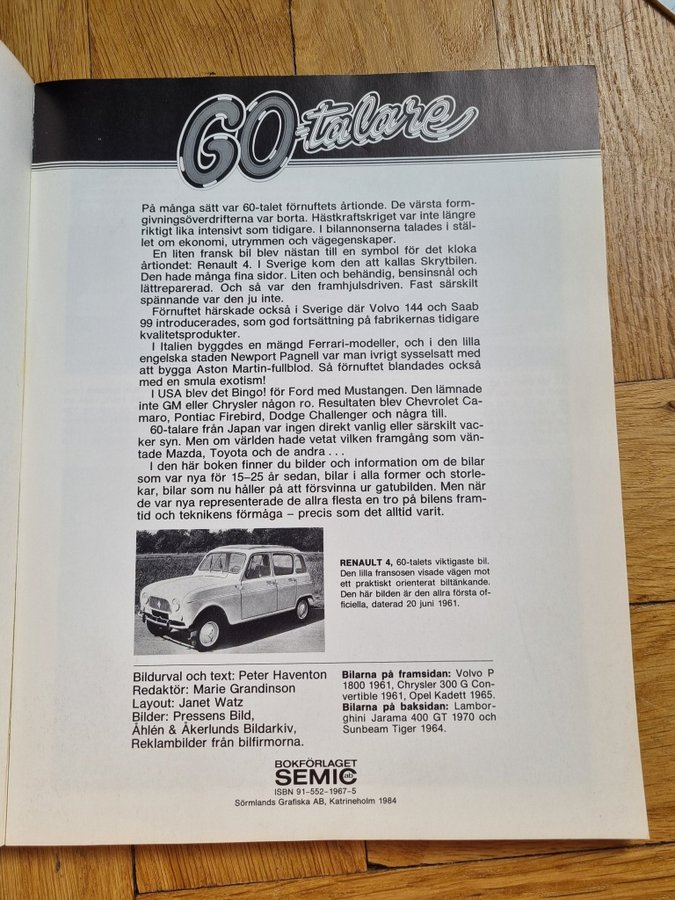 60-talare
På många sätt var 60-talet förnuftets årtionde. De värsta form-
givningsöverdrifterna var borta. Hästkraftskriget var inte längre
riktigt lika intensivt som tidigare. I bilannonserna talades i stäl-
let om ekonomi, utrymmen och vägegenskaper.
En liten fransk bil blev nästan till en symbol för det kloka
årtiondet: Renault 4. I Sverige kom den att kallas Skrytbilen.
Den hade många fina sidor. Liten och behändig, bensinsnål och
lättreparerad. Och så var den framhjulsdriven. Fast särskilt
spännande var den ju inte.
Förnuftet härskade också i Sverige där Volvo 144 och Saab
99 introducerades, som god fortsättning på fabrikernas tidigare
kvalitetsprodukter.
I Italien byggdes en mängd Ferrari-modeller, och i den lilla
engelska staden Newport Pagnell var man ivrigt sysselsatt med
att bygga Aston Martin-fullblod. Så förnuftet blandades också
med en smula exotism!
I USA blev det Bingo! för Ford med Mustangen. Den lämnade
inte GM eller Chrysler någon ro. Resultaten blev Chevrolet Ca-
maro, Pontiac Firebird, Dodge Challenger och några till.
60-talare från Japan var ingen direkt vanlig eller särskilt vac-
ker syn. Men om världen hade vetat vilken framgång som vän-
tade Mazda, Toyota och de andra . . .
I den här boken finner du bilder och information om de bilar
som var nya för 15–25 år sedan, bilar i alla former och storle-
kar, bilar som nu håller på att försvinna ur gatubilden. Men när
de var nya representerade de allra flesta en tro på bilens fram-
tid och teknikens förmåga – precis som det alltid varit.
RENAULT 4, 60-talets viktigaste bil.
Den lilla fransosen visade vägen mot
ett praktiskt orienterat biltänkande.
Den här bilden är den allra första of-
ficiella, daterad 20 juni 1961.
Bildurval och text: Peter Haventon
Redaktör: Marie Grandinson
Layout: Janet Watz
Bilder: Pressens Bild,
Åhlén & Åkerlunds Bildarkiv,
Reklambilder från bilfirmorna.
Bilarna på framsidan: Volvo P
1800 1961, Chrysler 300 G Con-
vertible 1961, Opel Kadett 1965.
Bilarna på baksidan: Lambor-
ghini Jarama 400 GT 1970 och
Sunbeam Tiger 1964.
BOKFÖRLAGET
SEMIC ab
ISBN 91–552–1967–5
Sörmlands Grafiska AB, Katrineholm 1984